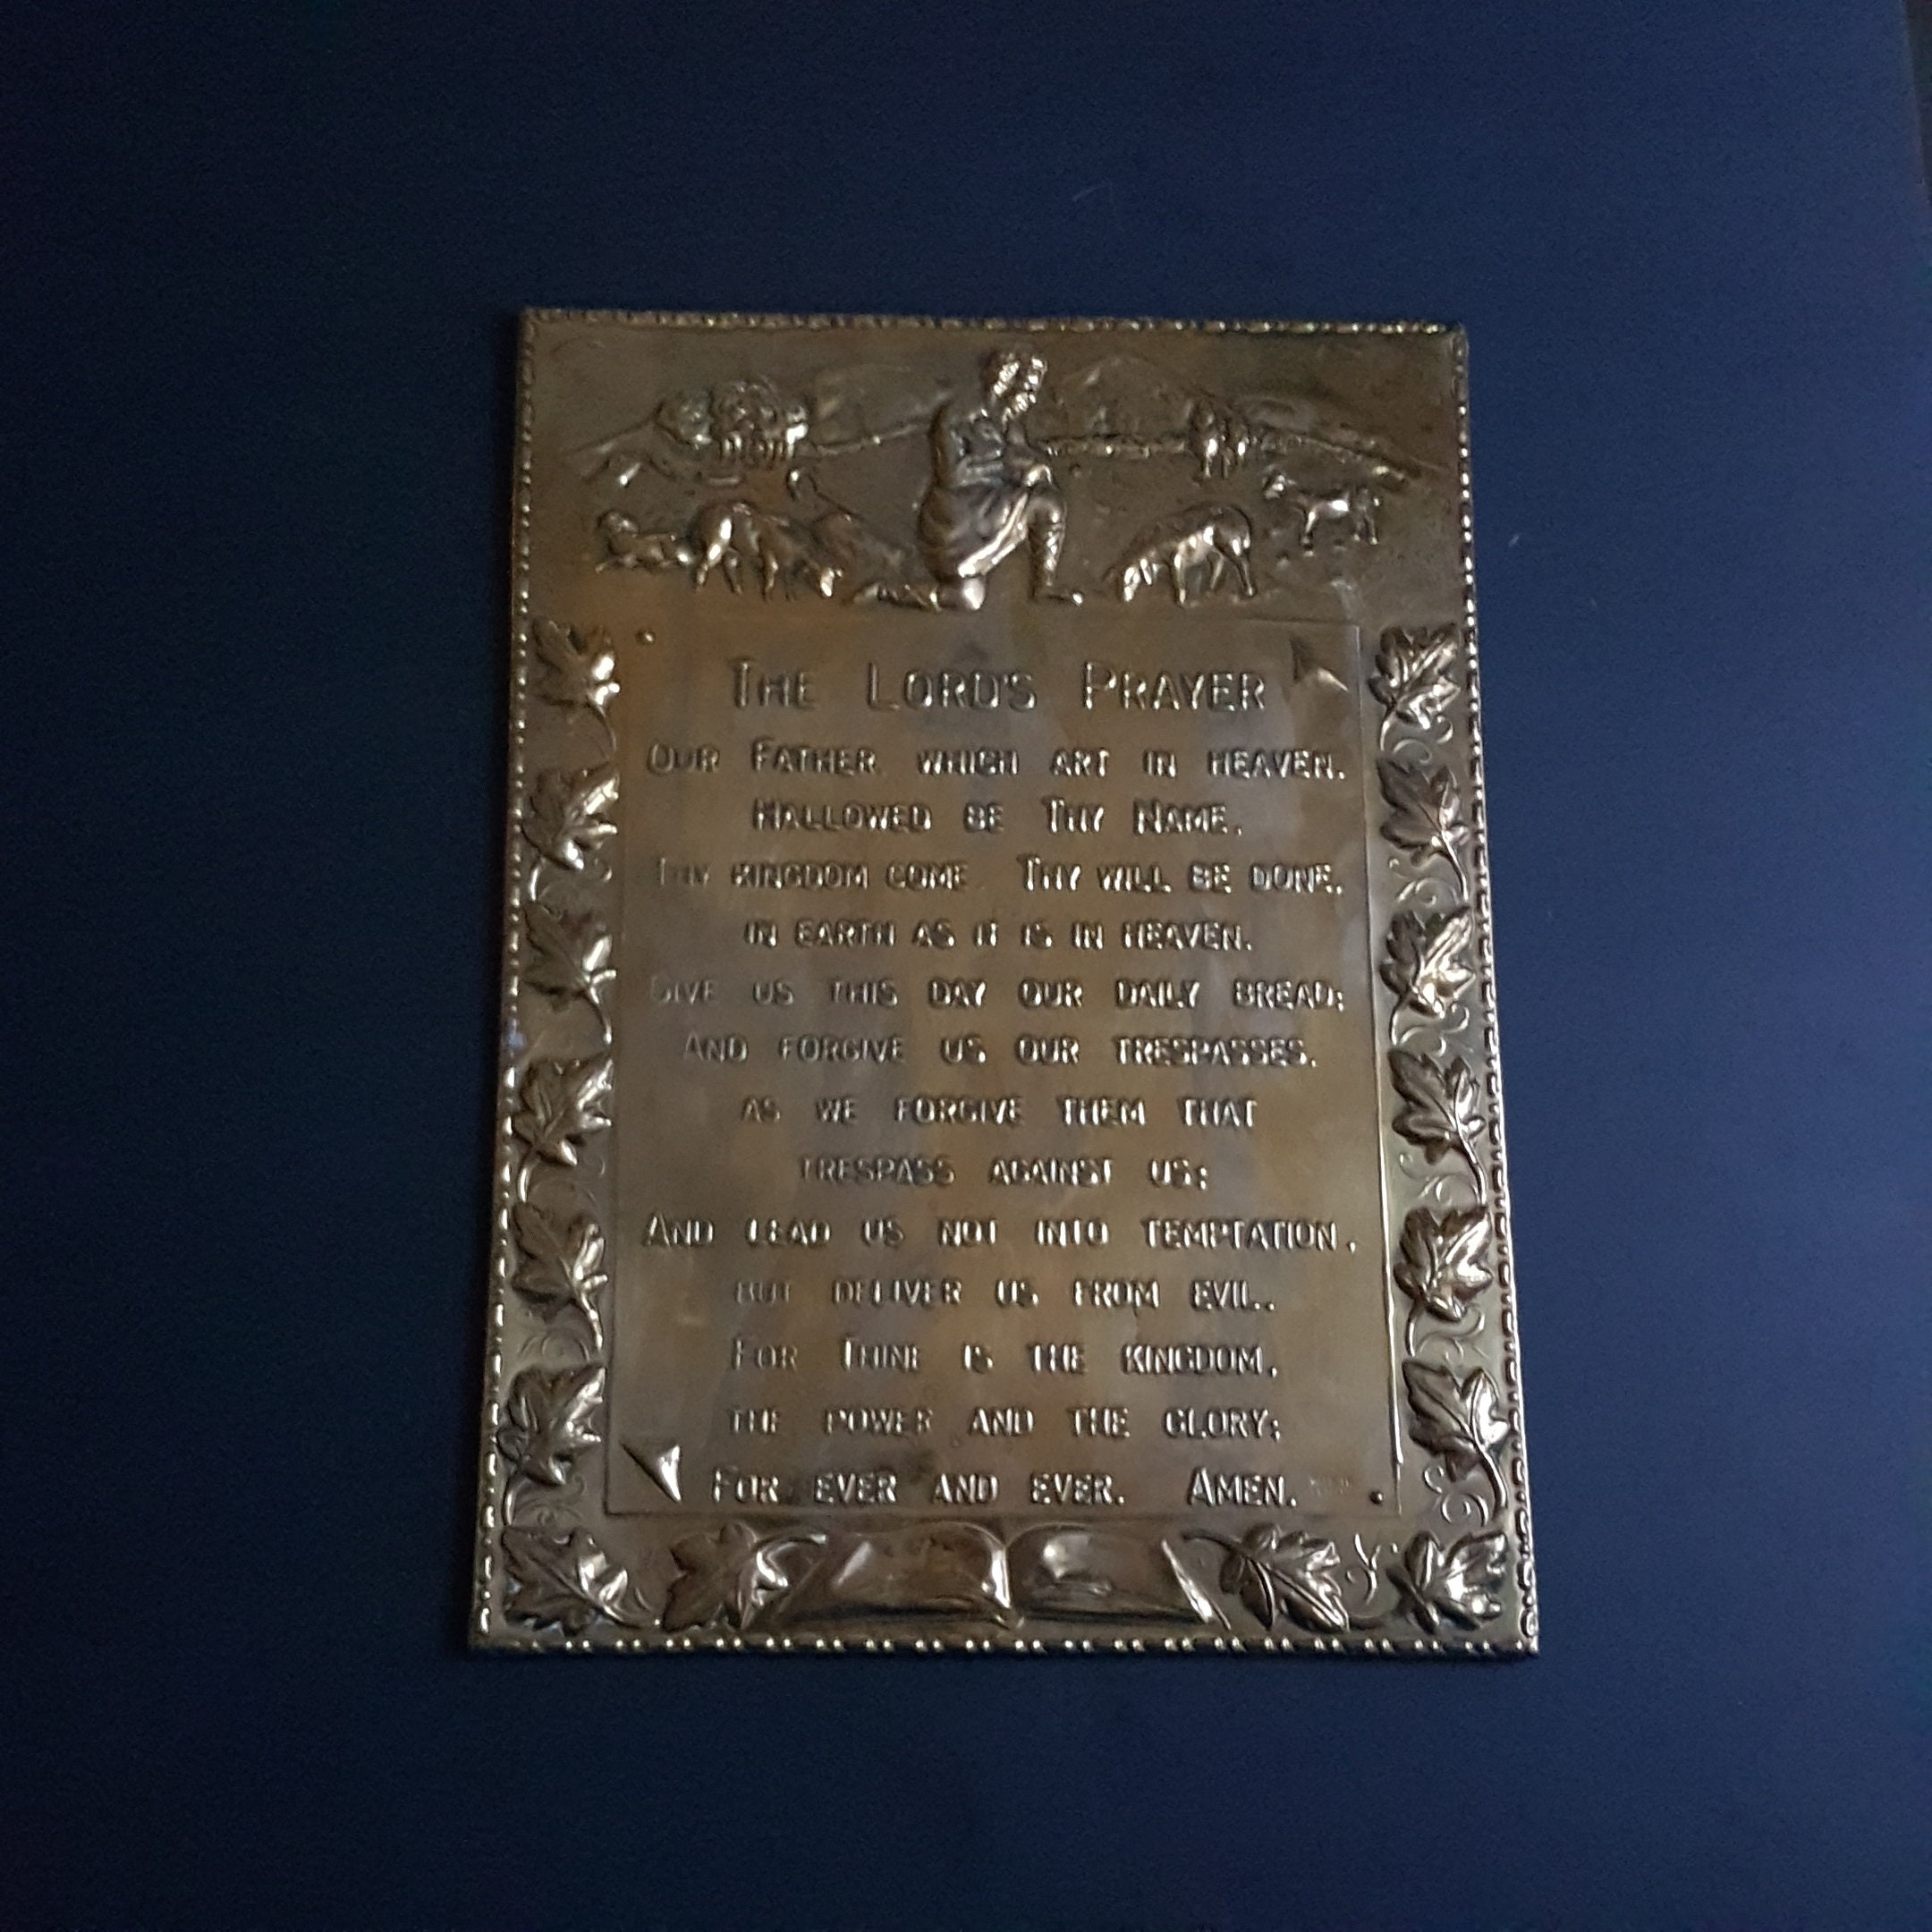 THE LORD'S PRAYER
OUR FATHER WHICH ART IN HEAVEN.
HALLOWED BE THY NAME.
THY KINGDOM COME. THY WILL BE DONE.
IN EARTH AS IT IS IN HEAVEN.
GIVE US THIS DAY OUR DAILY BREAD;
AND FORGIVE US OUR TRESPASSES.
AS WE FORGIVE THEM THAT
TRESPASS AGAINST US;
AND LEAD US NOT INTO TEMPTATION.
BUT DELIVER US FROM EVIL.
FOR THINE IS THE KINGDOM,
THE POWER AND THE GLORY;
FOR EVER AND EVER. AMEN.